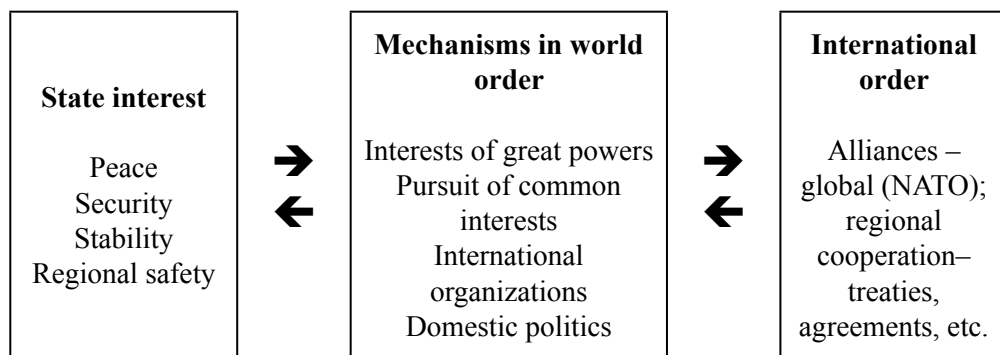 State interest
Peace
Security
Stability
Regional safety
Mechanisms in world
order
Interests of great powers
Pursuit of common
interests
International
organizations
Domestic politics
International
order
Alliances –
global (NATO);
regional
cooperation–
treaties,
agreements, etc.